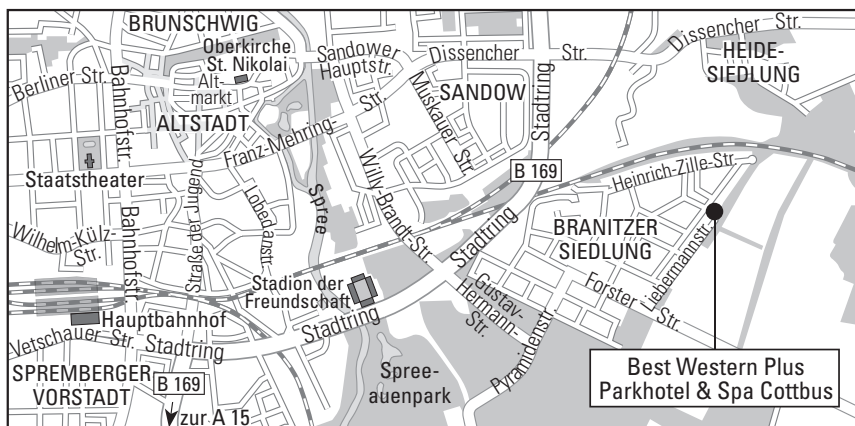 BRUNSCHWIG
Oberkirche
St. Nikolai
Sandower
Hauptstr.
Dissencher Str.
Dissencher Str.
HEIDE-
SIEDLUNG
Berliner Str.
Bahnhofstr.
Alt-
markt
ALTSTADT
Muskauer Str.
SANDOW
Stadtring
Franz-Mehring-Str.
B 169
Staatstheater
Heinrich-Zille-Str.
Straße der Jugend
Lobedanstr.
Spree
Willy-Brandt-Str.
Stadtring
BRANITZER
SIEDLUNG
Liebermannstr.
Wilhelm-Külz-
Str.
Bahnhofstr.
Stadion der
Freundschaft
Gustav-
Hermann-
Str.
Forster Str.
Hauptbahnhof
Stadtring
Vetschauer Str.
Stadtring
Pyramidenstr.
SPREMBERGER
VORSTADT
B 169
zur A 15
Spree-
auenpark
Best Western Plus
Parkhotel & Spa Cottbus